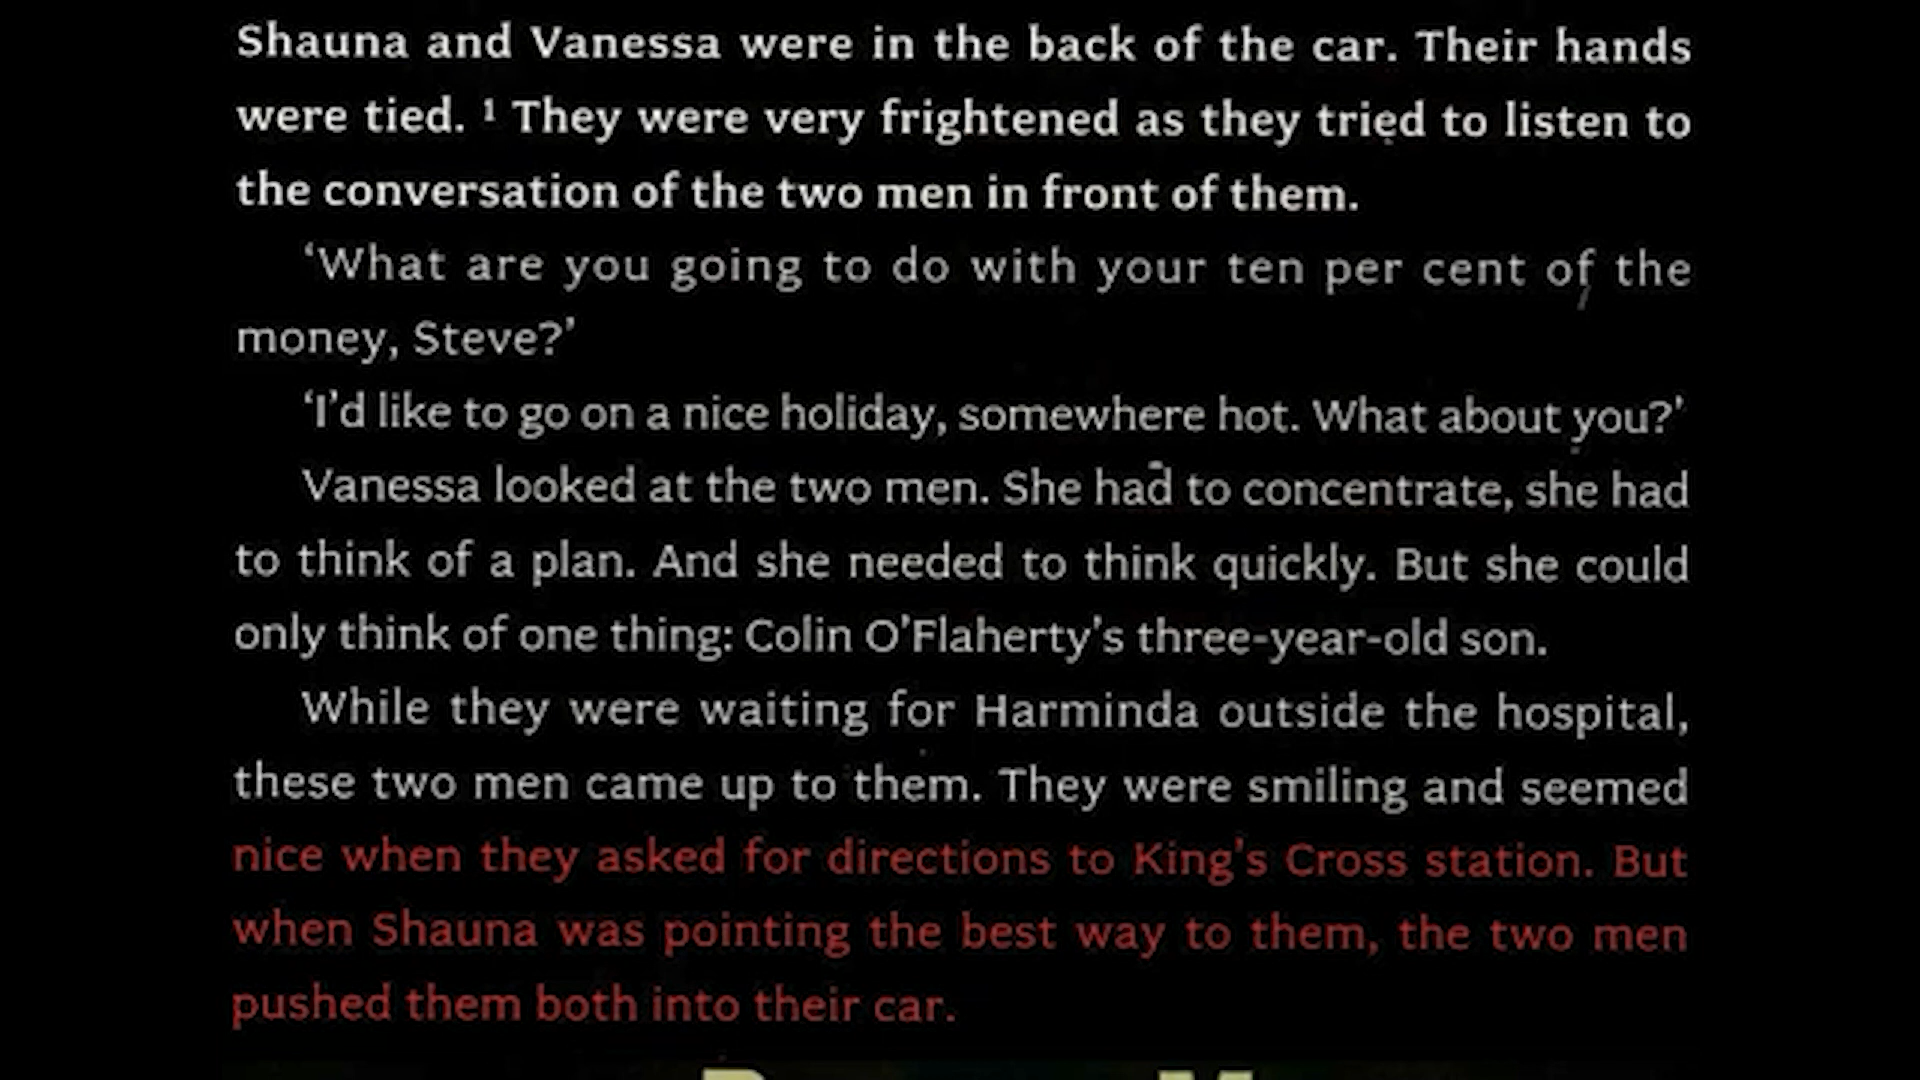 Shauna and Vanessa were in the back of the car. Their hands
were tied. ¹ They were very frightened as they tried to listen to
the conversation of the two men in front of them.
‘What are you going to do with your ten per cent of the
money, Steve?’
‘I’d like to go on a nice holiday, somewhere hot. What about you?’
Vanessa looked at the two men. She had to concentrate, she had
to think of a plan. And she needed to think quickly. But she could
only think of one thing: Colin O’Flaherty’s three-year-old son.
While they were waiting for Harminda outside the hospital,
these two men came up to them. They were smiling and seemed
nice when they asked for directions to King’s Cross station. But
when Shauna was pointing the best way to them, the two men
pushed them both into their car.